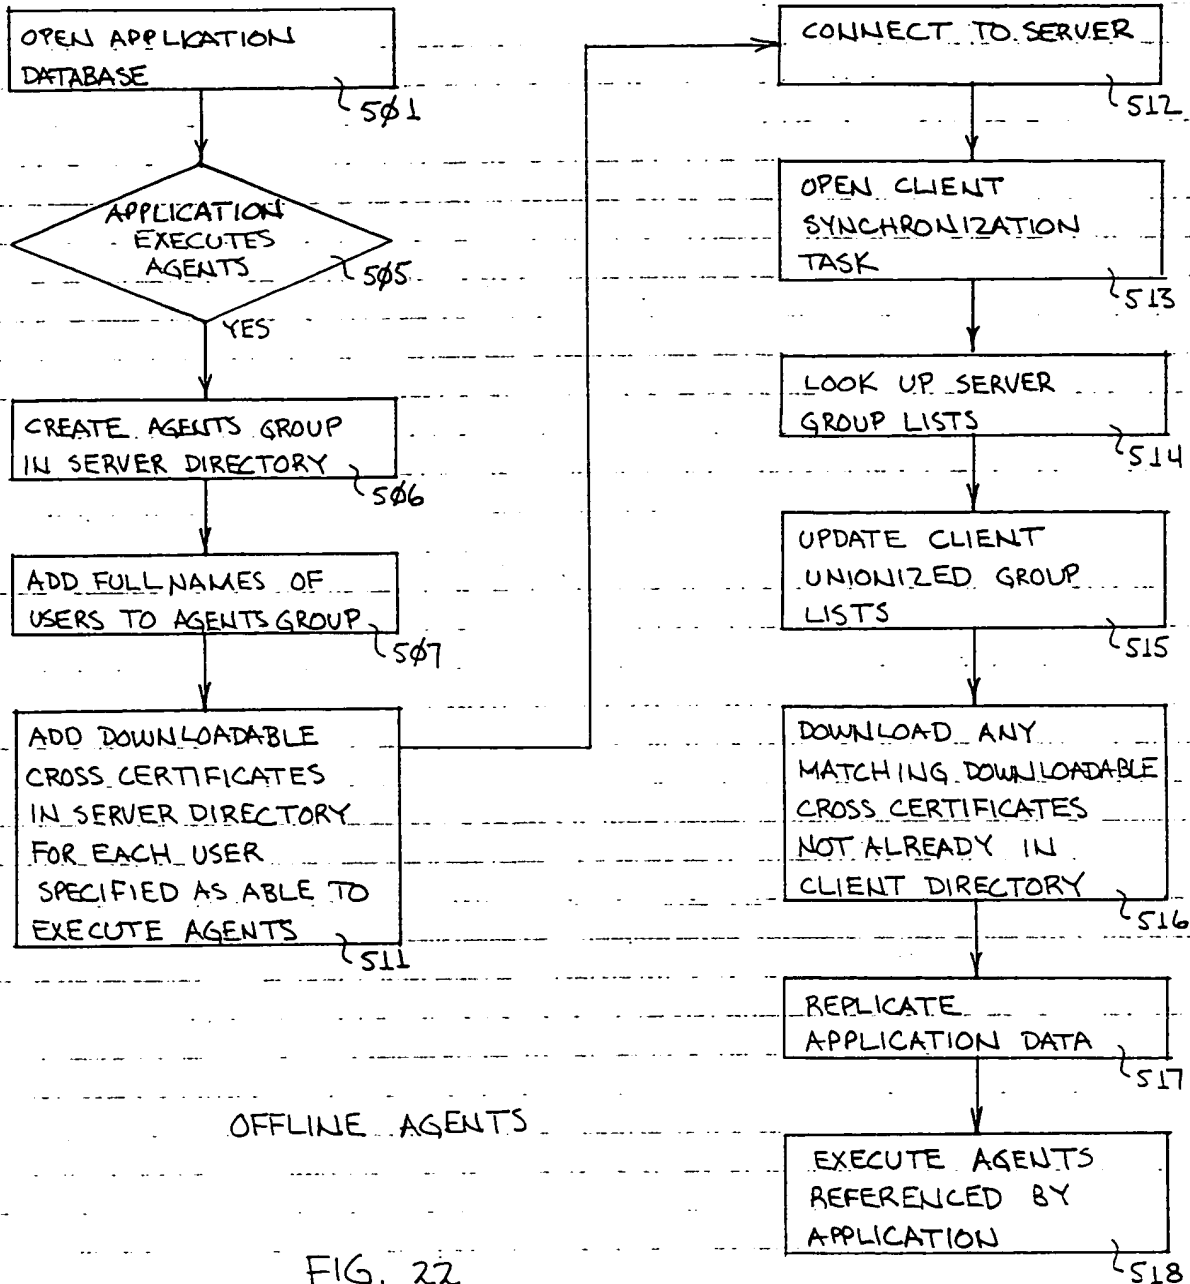 OPEN APPLICATION
DATABASE
5Ø1
APPLICATION
EXECUTES
AGENTS
5Ø5
YES
CREATE AGENTS GROUP
IN SERVER DIRECTORY
5Ø6
ADD FULL NAMES OF
USERS TO AGENTS GROUP
5Ø7
ADD DOWNLOADABLE
CROSS CERTIFICATES
IN SERVER DIRECTORY
FOR EACH USER
SPECIFIED AS ABLE TO
EXECUTE AGENTS
511
CONNECT TO SERVER
512
OPEN CLIENT
SYNCHRONIZATION
TASK
513
LOOK UP SERVER
GROUP LISTS
514
UPDATE CLIENT
UNIONIZED GROUP
LISTS
515
DOWNLOAD ANY
MATCHING DOWNLOADABLE
CROSS CERTIFICATES
NOT ALREADY IN
CLIENT DIRECTORY
516
REPLICATE
APPLICATION DATA
517
EXECUTE AGENTS
REFERENCED BY
APPLICATION
518
OFFLINE AGENTS
FIG. 22